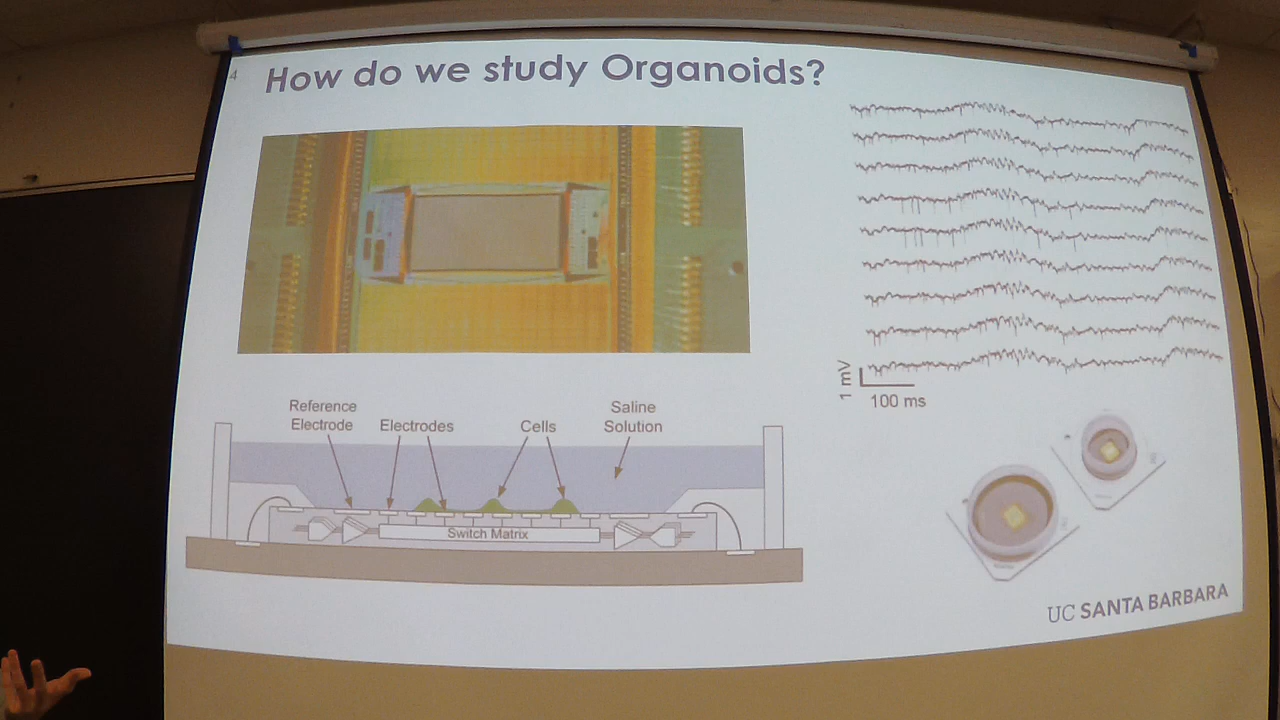 4
How do we study Organoids?
1 mV
100 ms
Reference
Electrode
Electrodes
Cells
Saline
Solution
Switch Matrix
UC SANTA BARBARA